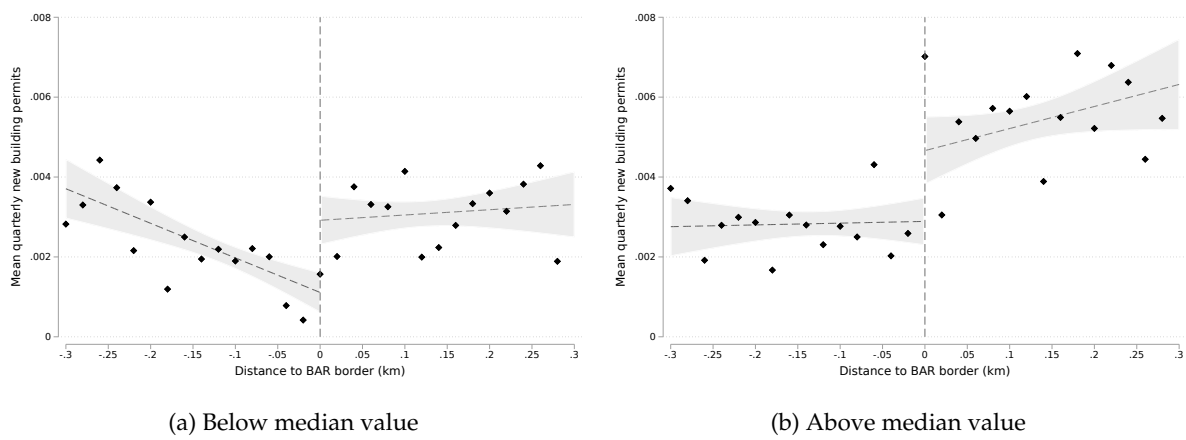 .008
.006
.004
.002
0
Mean quarterly new building permits
-.3 -.25 -.2 -.15 -.1 -.05 0 .05 .1 .15 .2 .25 .3
Distance to BAR border (km)
(a) Below median value
.008
.006
.004
.002
0
Mean quarterly new building permits
-.3 -.25 -.2 -.15 -.1 -.05 0 .05 .1 .15 .2 .25 .3
Distance to BAR border (km)
(b) Above median value